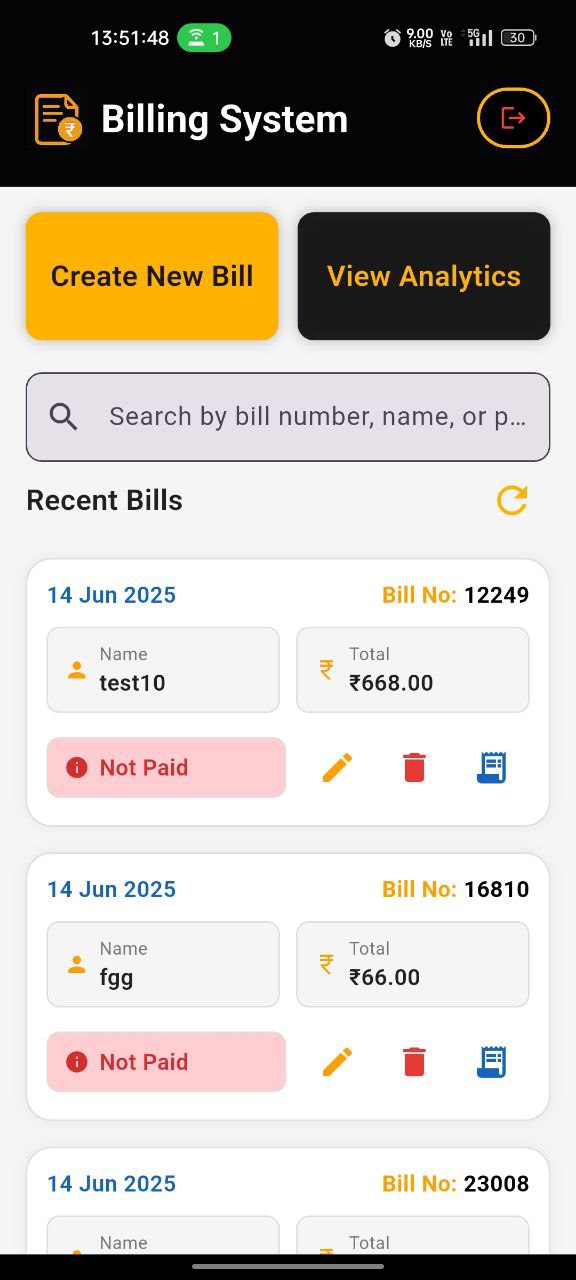 13:51:48 1 9.00 KB/S Vo LTE 5G 30
Billing System
Create New Bill View Analytics
Search by bill number, name, or p...
Recent Bills
14 Jun 2025 Bill No: 12249
Name Total
test10 ₹668.00
Not Paid
14 Jun 2025 Bill No: 16810
Name Total
fgg ₹66.00
Not Paid
14 Jun 2025 Bill No: 23008
Name Total